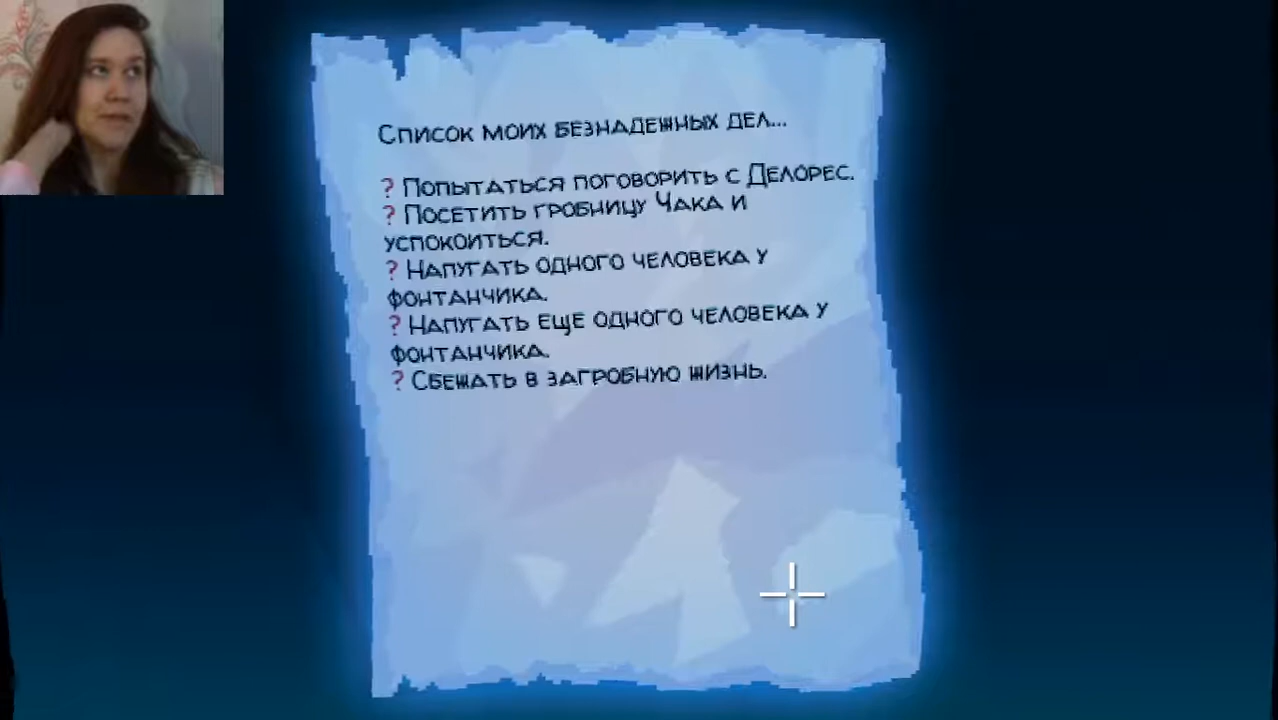 Список моих безнадежных дел...
? Попытаться поговорить с Делорес.
? Посетить гробницу Чака и
успокоиться.
? Напугать одного человека у
фонтанчика.
? Напугать еще одного человека у
фонтанчика.
? Сбежать в загробную жизнь.